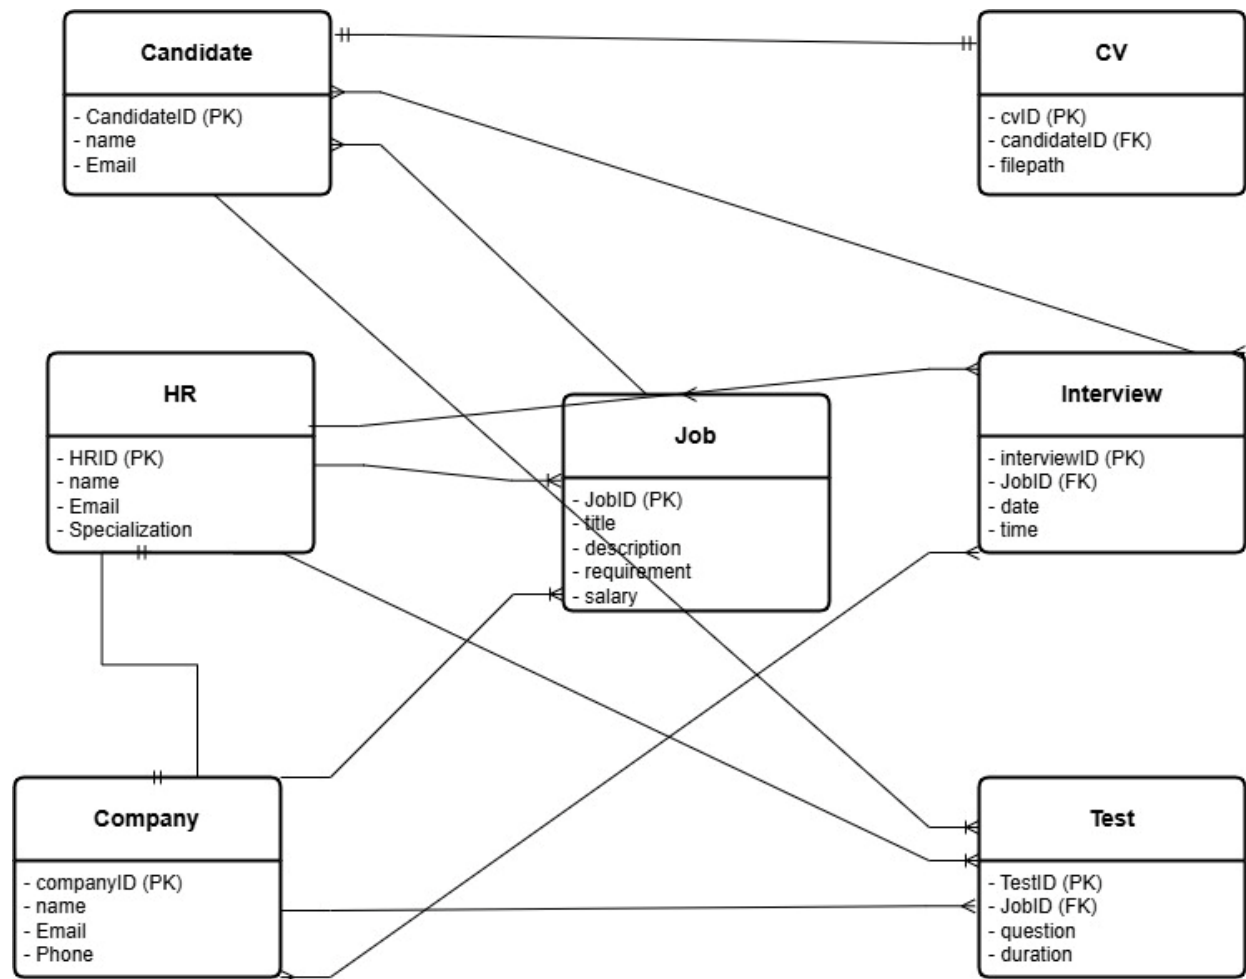 Candidate
- CandidateID (PK)
- name
- Email
CV
- cvID (PK)
- candidateID (FK)
- filepath
HR
- HRID (PK)
- name
- Email
- Specialization
Job
- JobID (PK)
- title
- description
- requirement
- salary
Interview
- interviewID (PK)
- JobID (FK)
- date
- time
Company
- companyID (PK)
- name
- Email
- Phone
Test
- TestID (PK)
- JobID (FK)
- question
- duration